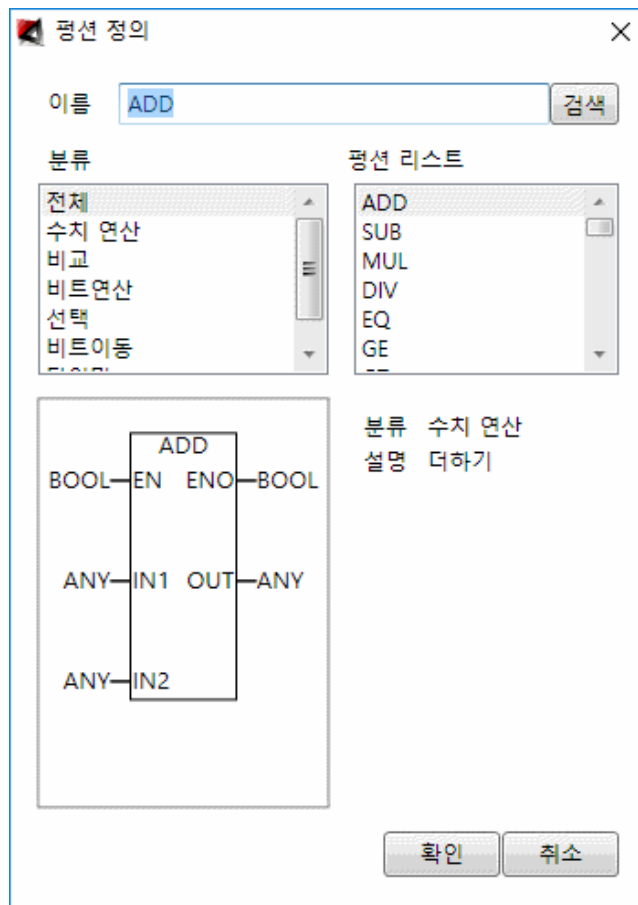 펑션 정의
이름 ADD 검색
분류 펑션 리스트
전체 ADD
수치 연산 SUB
비교 MUL
비트연산 DIV
선택 EQ
비트이동 GE
분류 수치 연산
설명 더하기
ADD
BOOL EN ENO BOOL
ANY IN1 OUT ANY
ANY IN2
확인 취소